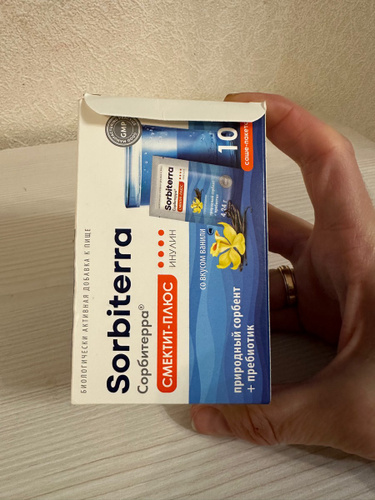 БИОЛОГИЧЕСКИ АКТИВНАЯ ДОБАВКА К ПИЩЕ
GMP
Sorbiterra
Сорбитерра®
СМЕКТИТ-ПЛЮС
ИНУЛИН
Sorbiterra
со вкусом ванили
природный сорбент
+ пребиотик
10
саше-пакетов